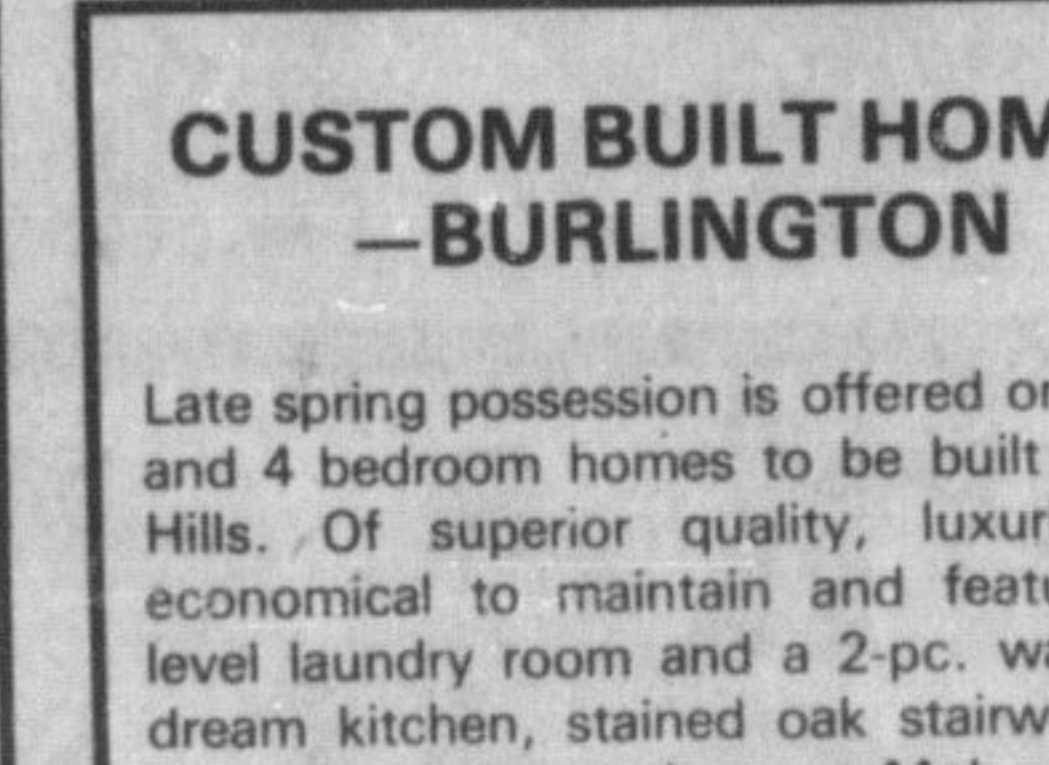 CUSTOM BUILT HOM
—BURLINGTON
Late spring possession is offered on
and 4 bedroom homes to be built
Hills. Of superior quality, luxur
economical to maintain and featu
level laundry room and a 2-pc. wa
dream kitchen, stained oak stairw